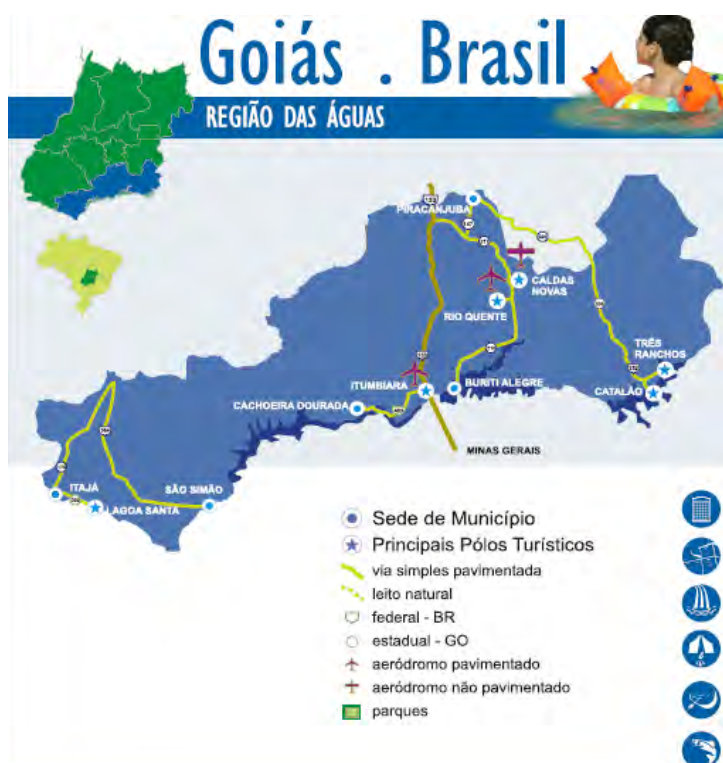 Goiás . Brasil
REGIÃO DAS ÁGUAS
153
PIRACANJUBA
CALDAS
NOVAS
RIO QUENTE
TRÊS
RANCHOS
ITUMBIARA
CATALÃO
BURITI ALEGRE
CACHOEIRA DOURADA
MINAS GERAIS
ITAJÁ
SÃO SIMÃO
LAGOA SANTA
Sede de Município
Principais Pólos Turísticos
via simples pavimentada
leito natural
federal - BR
estadual - GO
aeródromo pavimentado
aeródromo não pavimentado
parques